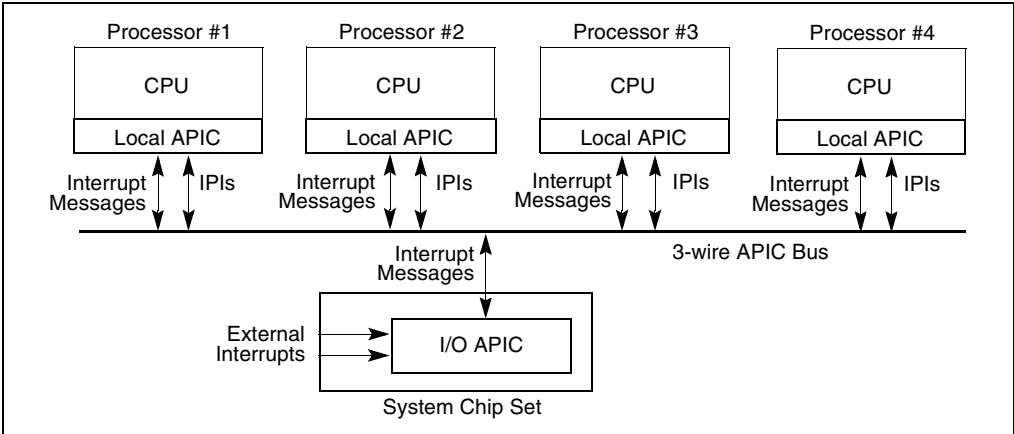 Processor #1
Processor #2
Processor #3
Processor #4
CPU
CPU
CPU
CPU
Local APIC
Local APIC
Local APIC
Local APIC
Interrupt
Messages
IPIs
Interrupt
Messages
IPIs
Interrupt
Messages
IPIs
Interrupt
Messages
IPIs
3-wire APIC Bus
Interrupt
Messages
External
Interrupts
I/O APIC
System Chip Set